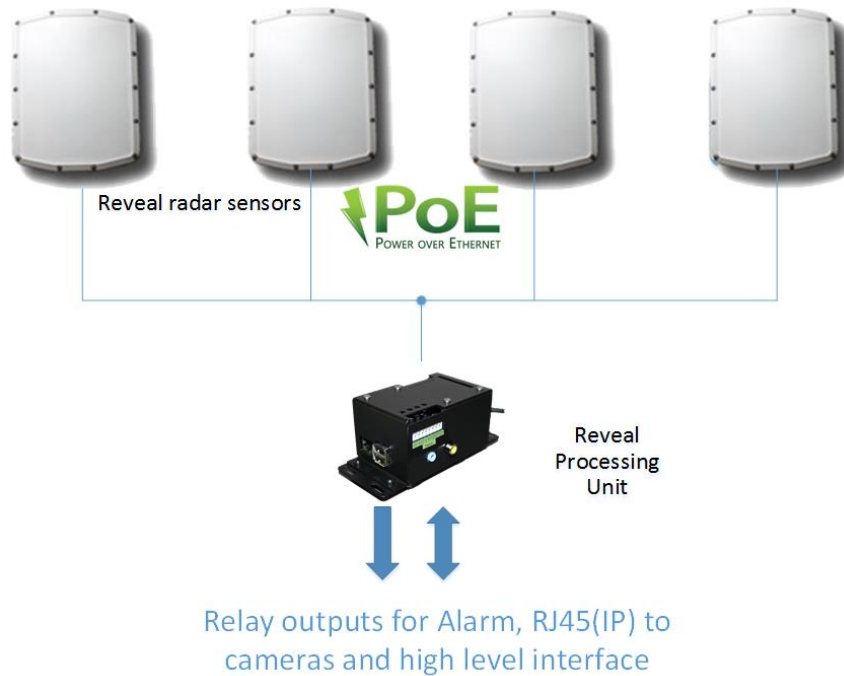 Reveal radar sensors
PoE
POWER OVER ETHERNET
Reveal
Processing
Unit
Relay outputs for Alarm, RJ45(IP) to
cameras and high level interface